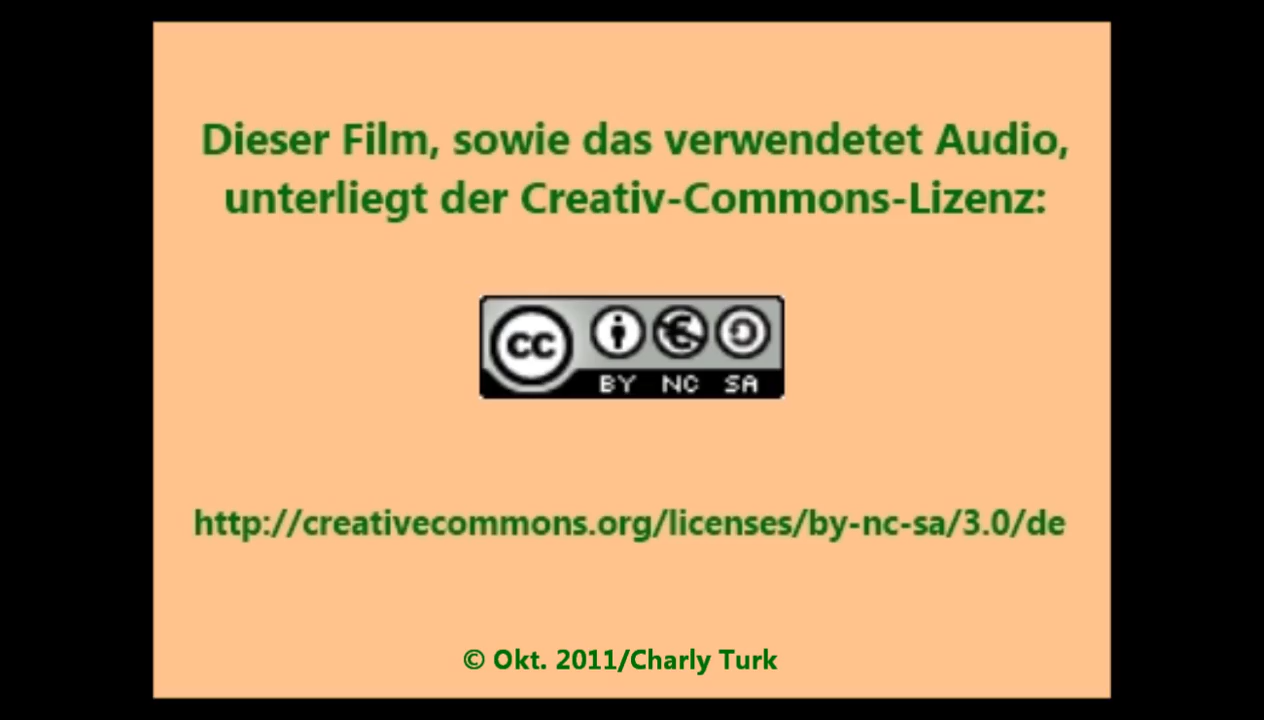 Dieser Film, sowie das verwendetet Audio,
unterliegt der Creativ-Commons-Lizenz:
cc
BY NC SA
http://creativecommons.org/licenses/by-nc-sa/3.0/de
© Okt. 2011/Charly Turk